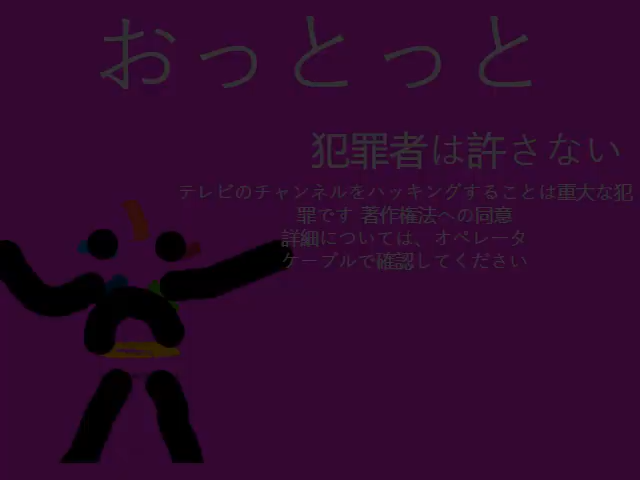 おっとっと
犯罪者は許さない
テレビのチャンネルをハッキングすることは重大な犯
罪です 著作権法への同意
詳細については、オペレータ
ケーブルで確認してください